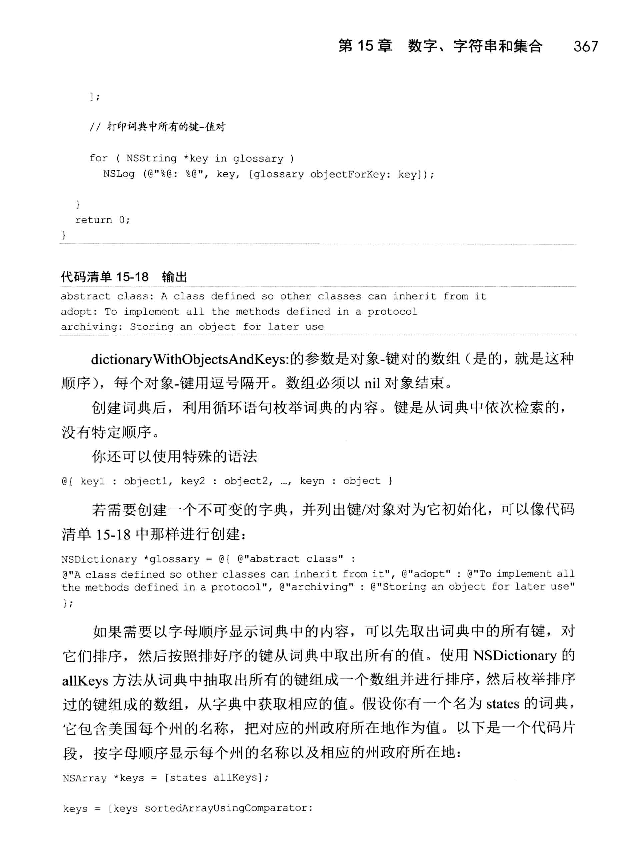 第 15 章 数字、字符串和集合 367
];
// 打印词典中所有的键-值对
for ( NSString *key in glossary )
NSLog (@"%@: %@", key, [glossary objectForKey: key]);
}
return 0;
}
代码清单 15-18 输出
abstract class: A class defined so other classes can inherit from it
adopt: To implement all the methods defined in a protocol
archiving: Storing an object for later use
dictionaryWithObjectsAndKeys:的参数是对象-键对的数组（是的，就是这种
顺序），每个对象-键用逗号隔开。数组必须以 nil 对象结束。
创建词典后，利用循环语句枚举词典的内容。键是从词典中依次检索的，
没有特定顺序。
你还可以使用特殊的语法
@{ key1 : object1, key2 : object2, …, keyn : object }
若需要创建一个不可变的字典，并列出键/对象对为它初始化，可以像代码
清单 15-18 中那样进行创建：
NSDictionary *glossary = @{ @"abstract class" :
@"A class defined so other classes can inherit from it", @"adopt" : @"To implement all
the methods defined in a protocol", @"archiving" : @"Storing an object for later use"
};
如果需要以字母顺序显示词典中的内容，可以先取出词典中的所有键，对
它们排序，然后按照排好序的键从词典中取出所有的值。使用 NSDictionary 的
allKeys 方法从词典中抽取出所有的键组成一个数组并进行排序，然后枚举排序
过的键组成的数组，从字典中获取相应的值。假设你有一个名为 states 的词典，
它包含美国每个州的名称，把对应的州政府所在地作为值。以下是一个代码片
段，按字母顺序显示每个州的名称以及相应的州政府所在地：
NSArray *keys = [states allKeys];
keys = [keys sortedArrayUsingComparator: